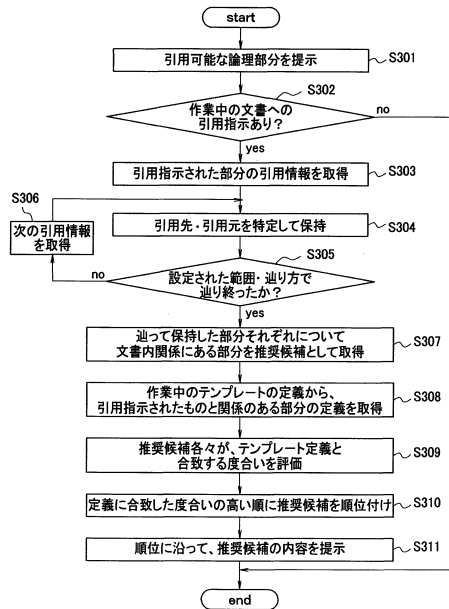 start
引用可能な論理部分を提示
S301
S302
作業中の文書への
引用指示あり？
no
yes
引用指示された部分の引用情報を取得
S303
S306
次の引用情報
を取得
引用先・引用元を特定して保持
S304
S305
設定された範囲・辿り方で
辿り終ったか？
no
yes
辿って保持した部分それぞれについて
文書内関係にある部分を推奨候補として取得
S307
作業中のテンプレートの定義から、
引用指示されたものと関係のある部分の定義を取得
S308
推奨候補各々が、テンプレート定義と
合致する度合いを評価
S309
定義に合致した度合いの高い順に推奨候補を順位付け
S310
順位に沿って、推奨候補の内容を提示
S311
end